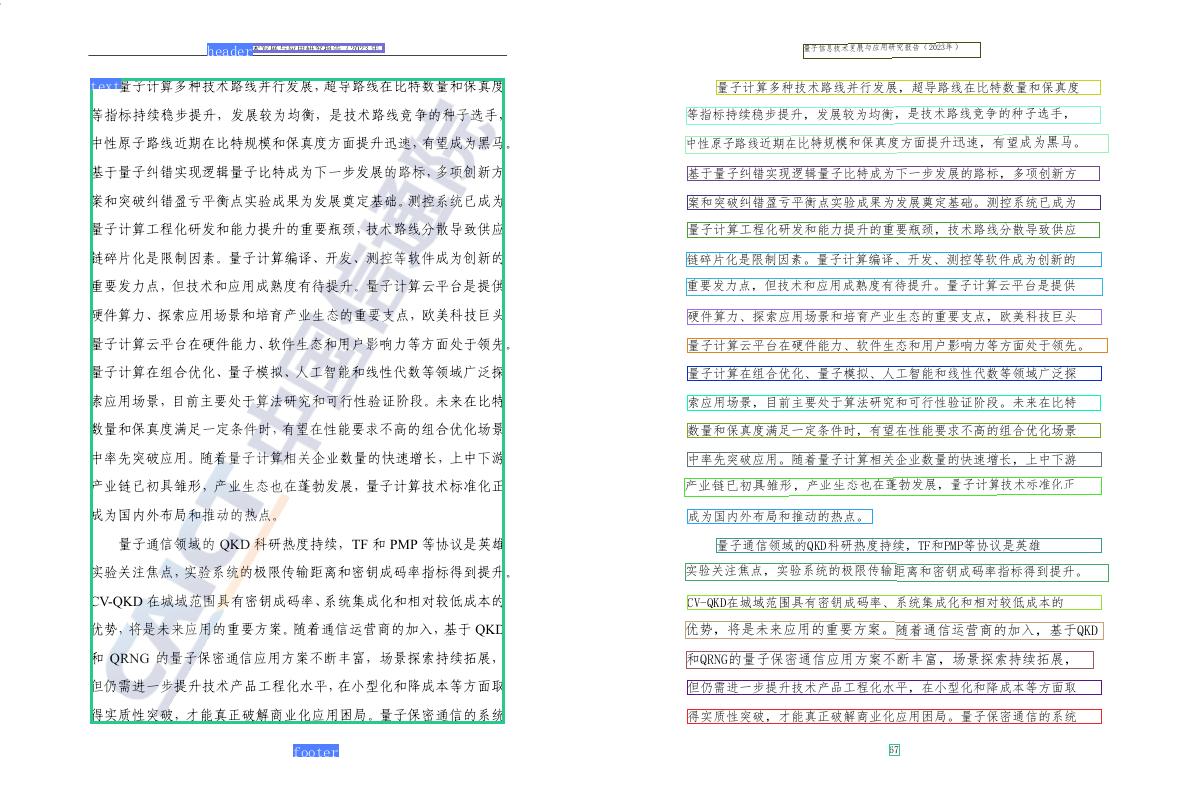 header
text量子计算多种技术路线并行发展，超导路线在比特数量和保真度
等指标持续稳步提升，发展较为均衡，是技术路线竞争的种子选手，
中性原子路线近期在比特规模和保真度方面提升迅速，有望成为黑马。
基于量子纠错实现逻辑量子比特成为下一步发展的路标，多项创新方
案和突破纠错盈亏平衡点实验成果为发展奠定基础。测控系统已成为
量子计算工程化研发和能力提升的重要瓶颈，技术路线分散导致供应
链碎片化是限制因素。量子计算编译、开发、测控等软件成为创新的
重要发力点，但技术和应用成熟度有待提升。量子计算云平台是提供
硬件算力、探索应用场景和培育产业生态的重要支点，欧美科技巨头
量子计算云平台在硬件能力、软件生态和用户影响力等方面处于领先。
量子计算在组合优化、量子模拟、人工智能和线性代数等领域广泛探
索应用场景，目前主要处于算法研究和可行性验证阶段。未来在比特
数量和保真度满足一定条件时，有望在性能要求不高的组合优化场景
中率先突破应用。随着量子计算相关企业数量的快速增长，上中下游
产业链已初具雏形，产业生态也在蓬勃发展，量子计算技术标准化正
成为国内外布局和推动的热点。
量子通信领域的 QKD 科研热度持续，TF 和 PMP 等协议是英雄
实验关注焦点，实验系统的极限传输距离和密钥成码率指标得到提升。
CV-QKD 在城域范围具有密钥成码率、系统集成化和相对较低成本的
优势，将是未来应用的重要方案。随着通信运营商的加入，基于 QKD
和 QRNG 的量子保密通信应用方案不断丰富，场景探索持续拓展，
但仍需进一步提升技术产品工程化水平，在小型化和降成本等方面取
得实质性突破，才能真正破解商业化应用困局。量子保密通信的系统
footer
CAICT 中国信通院
量子信息技术发展与应用研究报告（2023年）
量子计算多种技术路线并行发展，超导路线在比特数量和保真度
等指标持续稳步提升，发展较为均衡，是技术路线竞争的种子选手，
中性原子路线近期在比特规模和保真度方面提升迅速，有望成为黑马。
基于量子纠错实现逻辑量子比特成为下一步发展的路标，多项创新方
案和突破纠错盈亏平衡点实验成果为发展奠定基础。测控系统已成为
量子计算工程化研发和能力提升的重要瓶颈，技术路线分散导致供应
链碎片化是限制因素。量子计算编译、开发、测控等软件成为创新的
重要发力点，但技术和应用成熟度有待提升。量子计算云平台是提供
硬件算力、探索应用场景和培育产业生态的重要支点，欧美科技巨头
量子计算云平台在硬件能力、软件生态和用户影响力等方面处于领先。
量子计算在组合优化、量子模拟、人工智能和线性代数等领域广泛探
索应用场景，目前主要处于算法研究和可行性验证阶段。未来在比特
数量和保真度满足一定条件时，有望在性能要求不高的组合优化场景
中率先突破应用。随着量子计算相关企业数量的快速增长，上中下游
产业链已初具雏形，产业生态也在蓬勃发展，量子计算技术标准化正
成为国内外布局和推动的热点。
量子通信领域的QKD科研热度持续，TF和PMP等协议是英雄
实验关注焦点，实验系统的极限传输距离和密钥成码率指标得到提升。
CV-QKD在城域范围具有密钥成码率、系统集成化和相对较低成本的
优势，将是未来应用的重要方案。随着通信运营商的加入，基于QKD
和QRNG的量子保密通信应用方案不断丰富，场景探索持续拓展，
但仍需进一步提升技术产品工程化水平，在小型化和降成本等方面取
得实质性突破，才能真正破解商业化应用困局。量子保密通信的系统
57